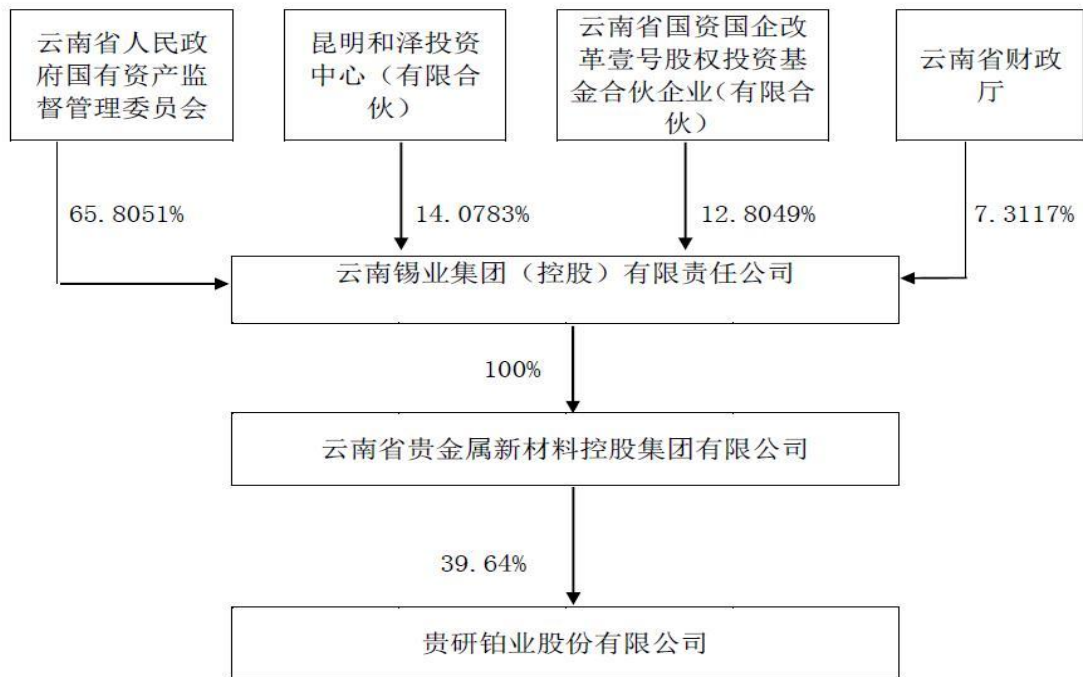 云南省人民政
府国有资产监
督管理委员会
昆明和泽投资
中心（有限合
伙）
云南省国资国企改
革壹号股权投资基
金合伙企业（有限合
伙）
云南省财政
厅
65.8051%
14.0783%
12.8049%
7.3117%
云南锡业集团（控股）有限责任公司
100%
云南省贵金属新材料控股集团有限公司
39.64%
贵研铂业股份有限公司